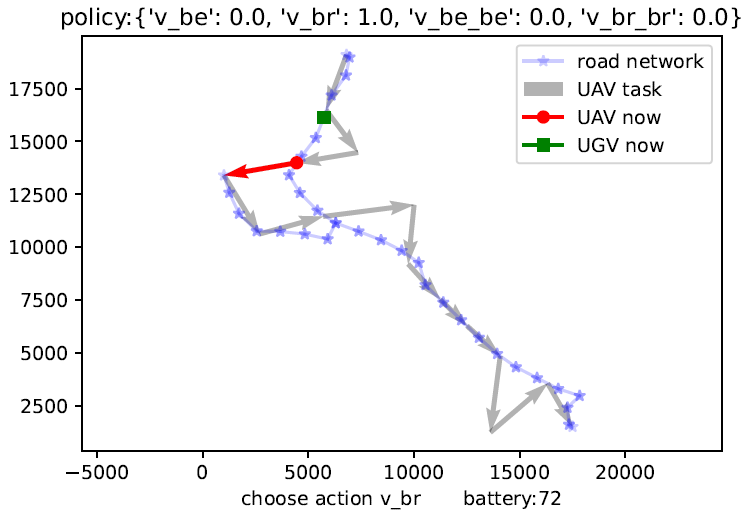 policy:{'v_be': 0.0, 'v_br': 1.0, 'v_be_be': 0.0, 'v_br_br': 0.0}
road network
UAV task
UAV now
UGV now
17500
15000
12500
10000
7500
5000
2500
−5000 0 5000 10000 15000 20000
choose action v_br battery:72